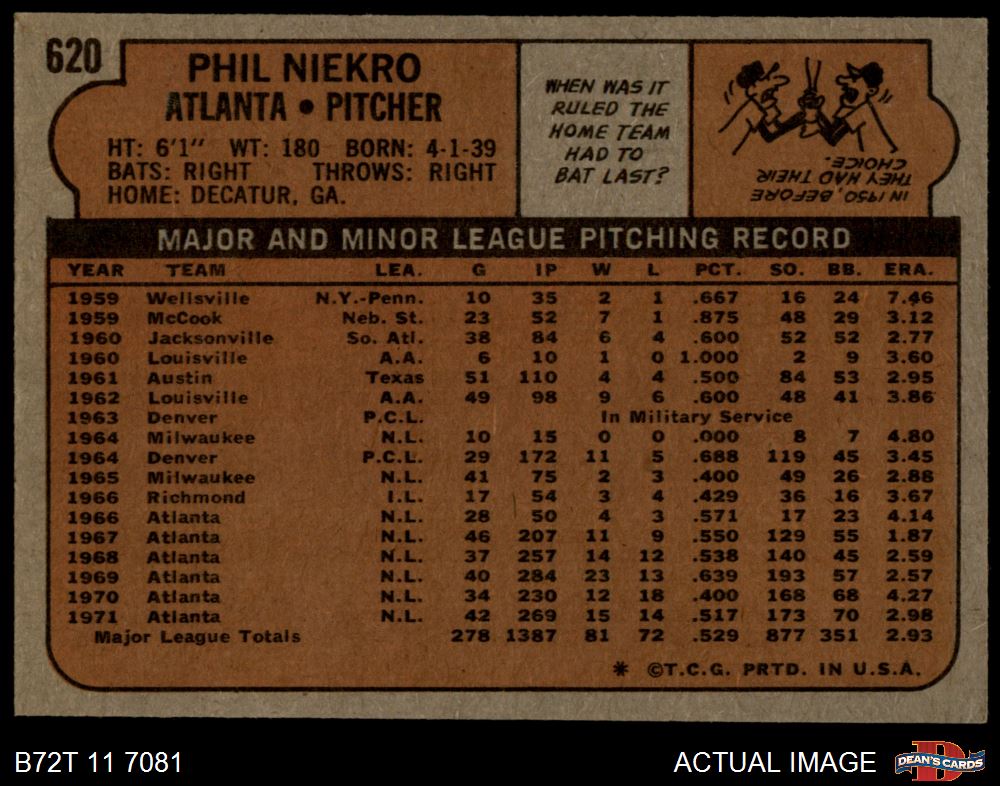 620
PHIL NIEKRO
ATLANTA • PITCHER
HT: 6'1" WT: 180 BORN: 4-1-39
BATS: RIGHT THROWS: RIGHT
HOME: DECATUR, GA.
WHEN WAS IT
RULED THE
HOME TEAM
HAD TO
BAT LAST?
IN 1950, BEFORE
THEY HAD THEIR
CHOICE.
MAJOR AND MINOR LEAGUE PITCHING RECORD
YEAR TEAM LEA. G IP W L PCT. SO. BB. ERA.
1959 Wellsville N.Y.-Penn. 10 35 2 1 .667 16 24 7.46
1959 McCook Neb. St. 23 52 7 1 .875 48 29 3.12
1960 Jacksonville So. Atl. 38 84 6 4 .600 52 52 2.77
1960 Louisville A.A. 6 10 1 0 1.000 2 9 3.60
1961 Austin Texas 51 110 4 4 .500 84 53 2.95
1962 Louisville A.A. 49 98 9 6 .600 48 41 3.86
1963 Denver P.C.L. In Military Service
1964 Milwaukee N.L. 10 15 0 0 .000 8 7 4.80
1964 Denver P.C.L. 29 172 11 5 .688 119 45 3.45
1965 Milwaukee N.L. 41 75 2 3 .400 49 26 2.88
1966 Richmond I.L. 17 54 3 4 .429 36 16 3.67
1966 Atlanta N.L. 28 50 4 3 .571 17 23 4.14
1967 Atlanta N.L. 46 207 11 9 .550 129 55 1.87
1968 Atlanta N.L. 37 257 14 12 .538 140 45 2.59
1969 Atlanta N.L. 40 284 23 13 .639 193 57 2.57
1970 Atlanta N.L. 34 230 12 18 .400 168 68 4.27
1971 Atlanta N.L. 42 269 15 14 .517 173 70 2.98
Major League Totals 278 1387 81 72 .529 877 351 2.93
* ©T.C.G. PRTD. IN U.S.A.
B72T 11 7081
ACTUAL IMAGE
D
DEAN'S CARDS